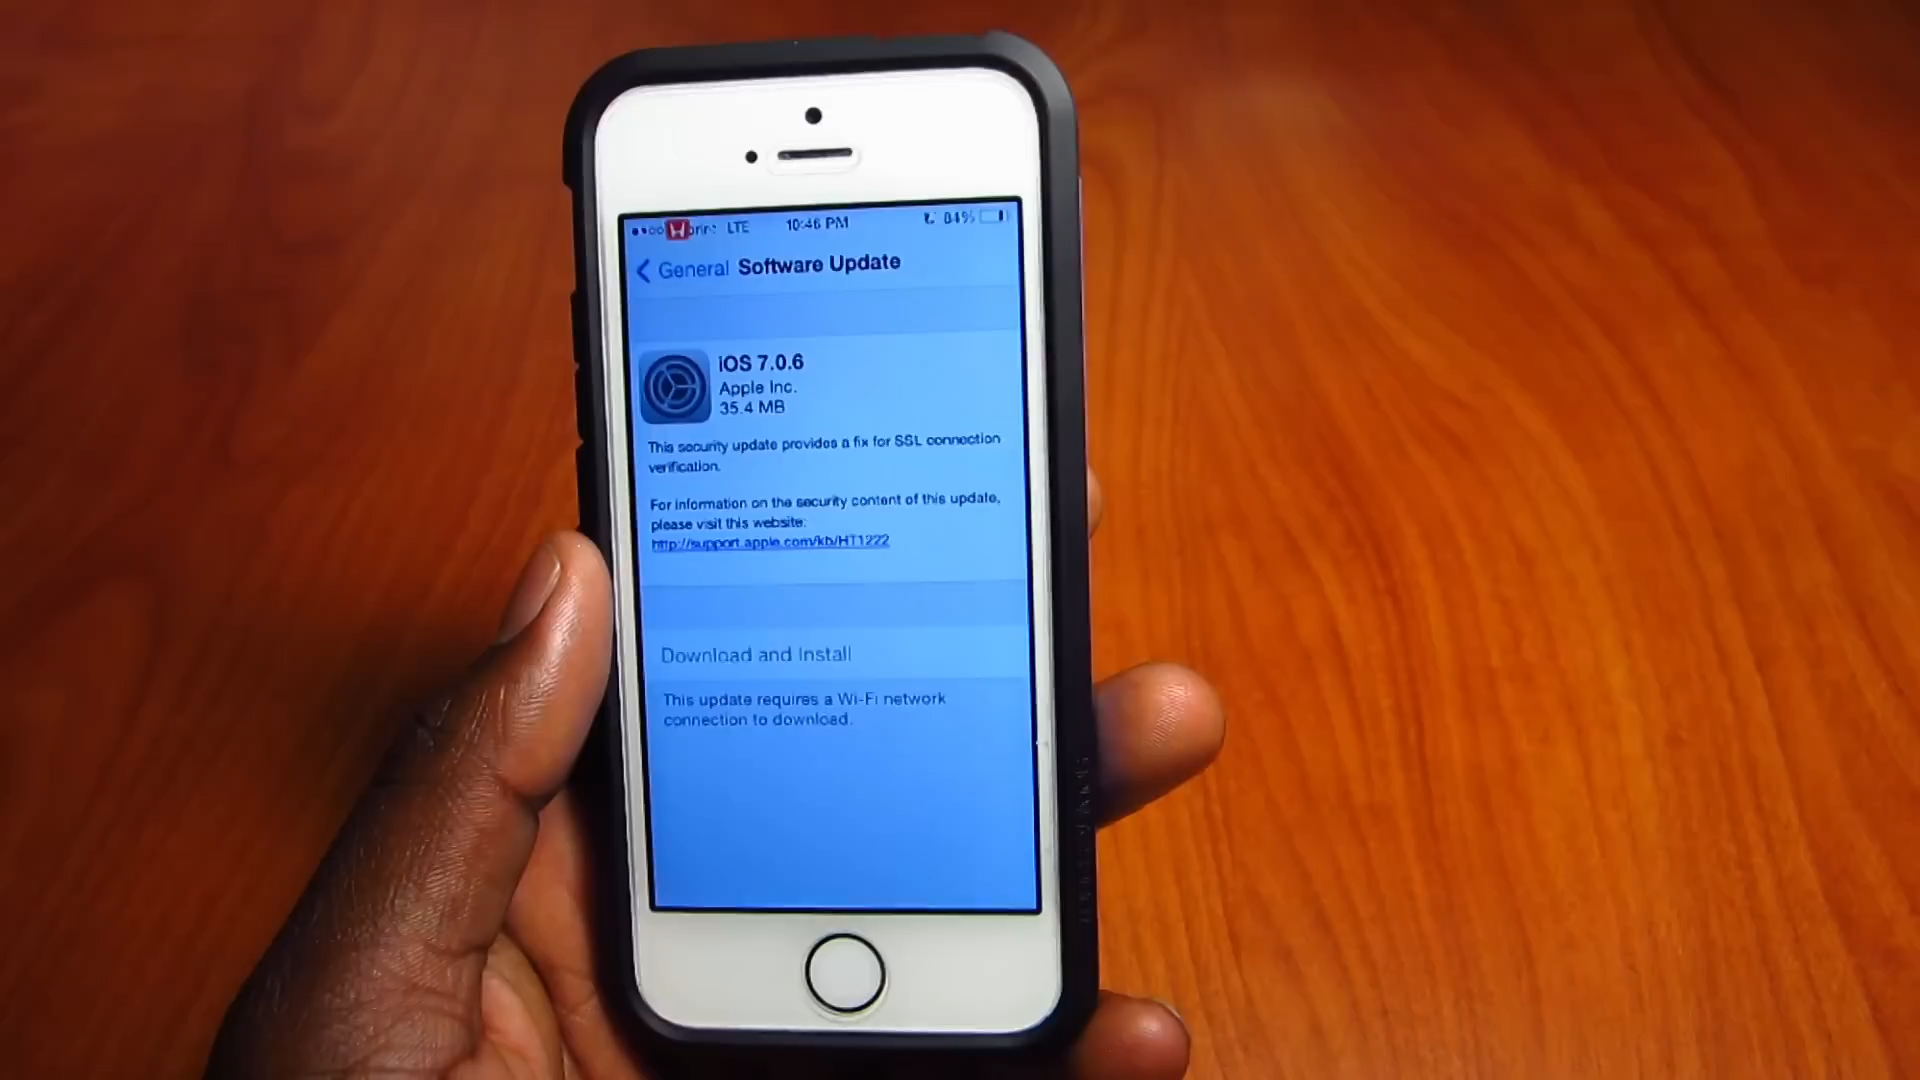 LTE 10:46 PM 84%
General Software Update
iOS 7.0.6
Apple Inc.
35.4 MB
This security update provides a fix for SSL connection
verification.
For information on the security content of this update,
please visit this website:
http://support.apple.com/kb/HT1222
Download and Install
This update requires a Wi-Fi network
connection to download.